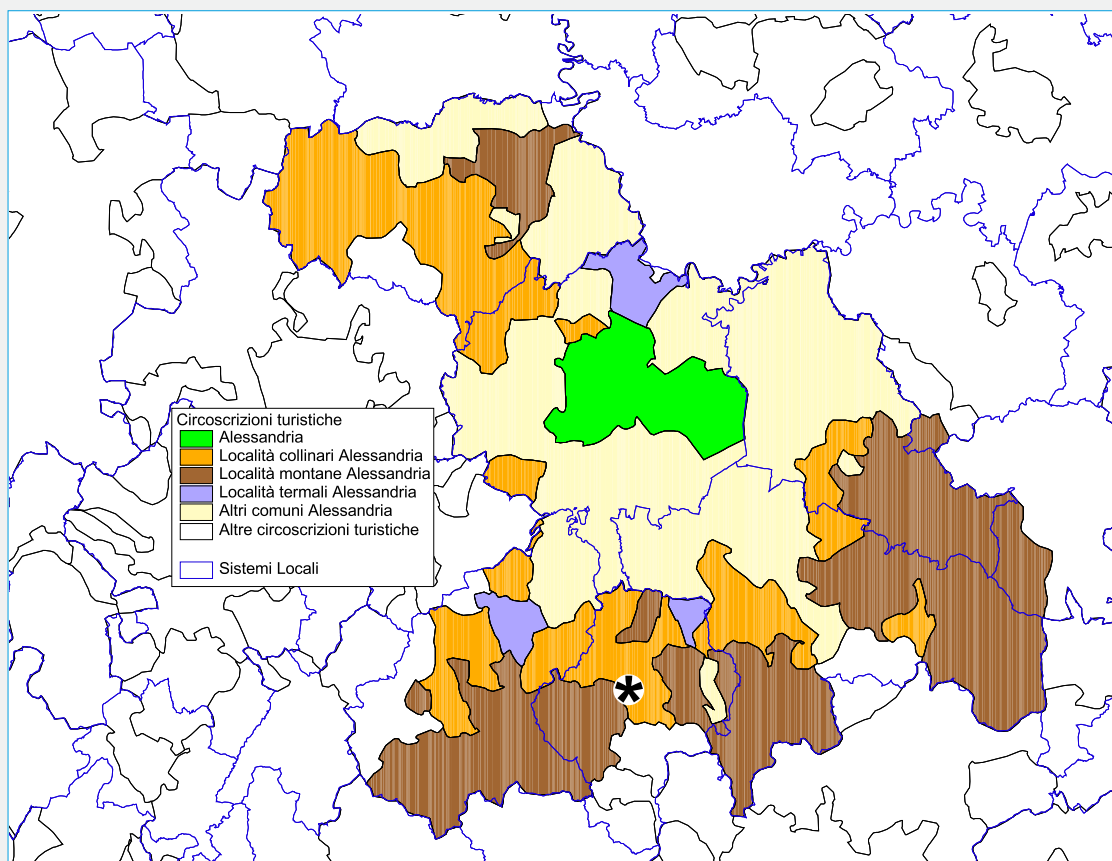 Circoscrizioni turistiche
Alessandria
Località collinari Alessandria
Località montane Alessandria
Località termali Alessandria
Altri comuni Alessandria
Altre circoscrizioni turistiche
Sistemi Locali
*